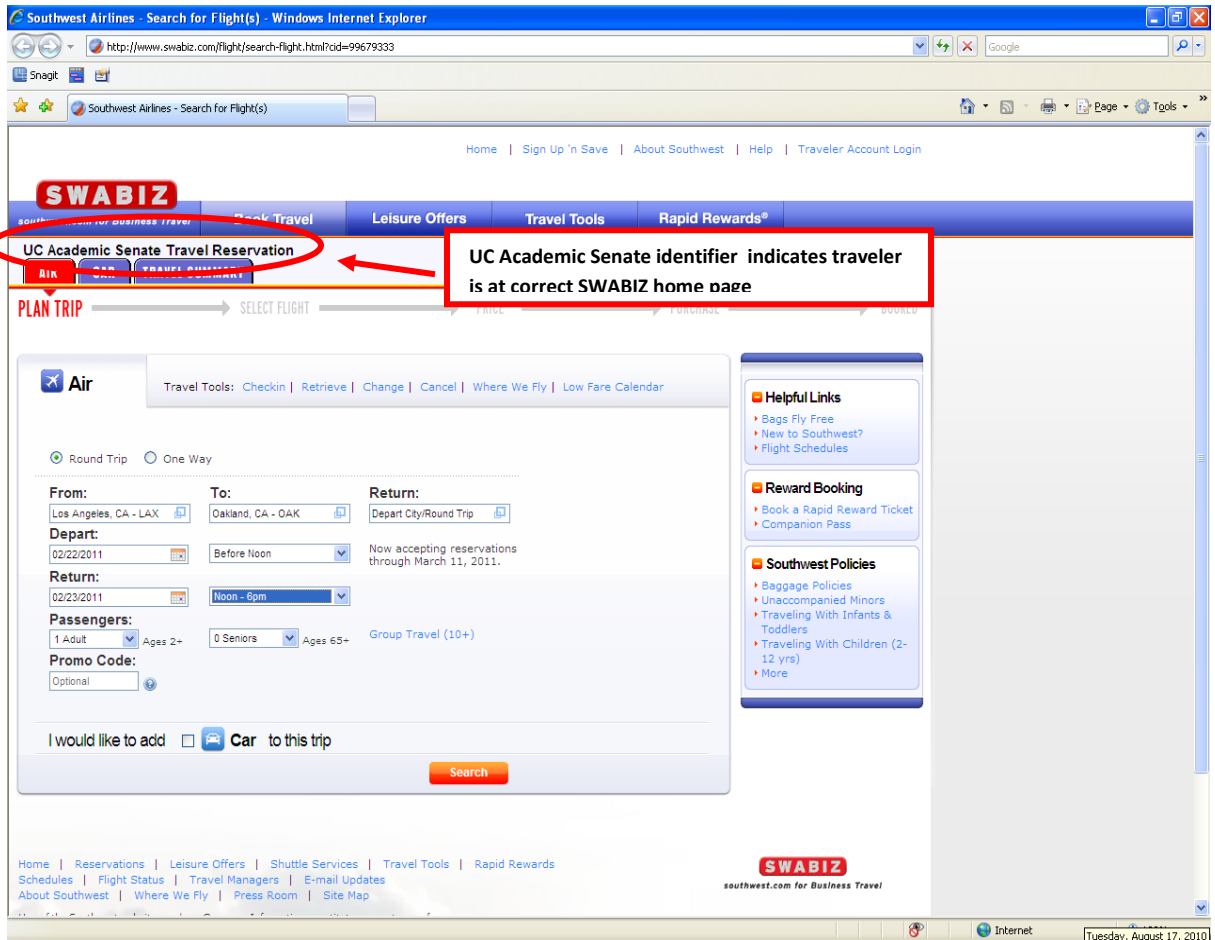 Southwest Airlines - Search for Flight(s) - Windows Internet Explorer
http://www.swabiz.com/flight/search-flight.html?cid=99679333
Google
Snagit
Southwest Airlines - Search for Flight(s)
Page Tools
Home | Sign Up 'n Save | About Southwest | Help | Traveler Account Login
SWABIZ
southwest.com for Business Travel
Book Travel Leisure Offers Travel Tools Rapid Rewards®
UC Academic Senate Travel Reservation
AIR CAR TRAVEL SUMMARY
UC Academic Senate identifier indicates traveler
is at correct SWABIZ home page
PLAN TRIP SELECT FLIGHT PRICE PURCHASE BOOKED
Air
Travel Tools: Checkin | Retrieve | Change | Cancel | Where We Fly | Low Fare Calendar
Round Trip One Way
From: To: Return:
Los Angeles, CA - LAX Oakland, CA - OAK Depart City/Round Trip
Depart:
02/22/2011 Before Noon Now accepting reservations
through March 11, 2011.
Return:
02/23/2011 Noon - 6pm
Passengers:
1 Adult Ages 2+ 0 Seniors Ages 65+ Group Travel (10+)
Promo Code:
Optional
I would like to add Car to this trip
Search
Helpful Links
Bags Fly Free
New to Southwest?
Flight Schedules
Reward Booking
Book a Rapid Reward Ticket
Companion Pass
Southwest Policies
Baggage Policies
Unaccompanied Minors
Traveling With Infants &
Toddlers
Traveling With Children (2-
12 yrs)
More
Home | Reservations | Leisure Offers | Shuttle Services | Travel Tools | Rapid Rewards
Schedules | Flight Status | Travel Managers | E-mail Updates
About Southwest | Where We Fly | Press Room | Site Map
SWABIZ
southwest.com for Business Travel
Internet
Tuesday, August 17, 2010